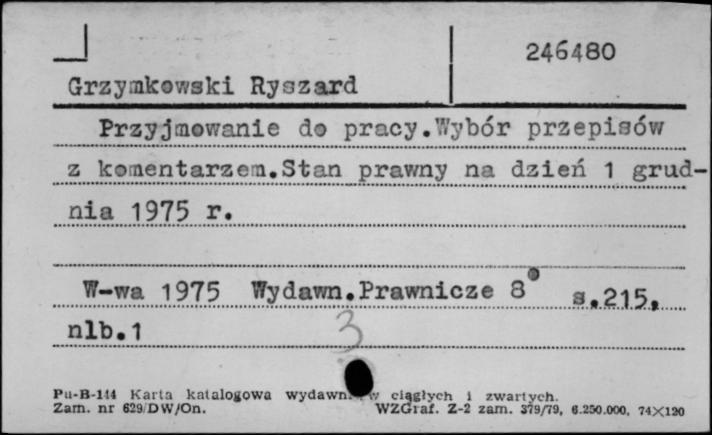 246480
Grzymkowski Ryszard
Przyjmowanie do pracy.Wybór przepisów
z komentarzem.Stan prawny na dzień 1 grud-
nia 1975 r.
W-wa 1975 Wydawn.Prawnicze 8° s.215,
nlb.1
3
Pu-B-144 Karta katalogowa wydawn. w ciągłych i zwartych.
Zam. nr 629/DW/On. WZGraf. Z-2 zam. 379/79, 6.250.000, 74×120